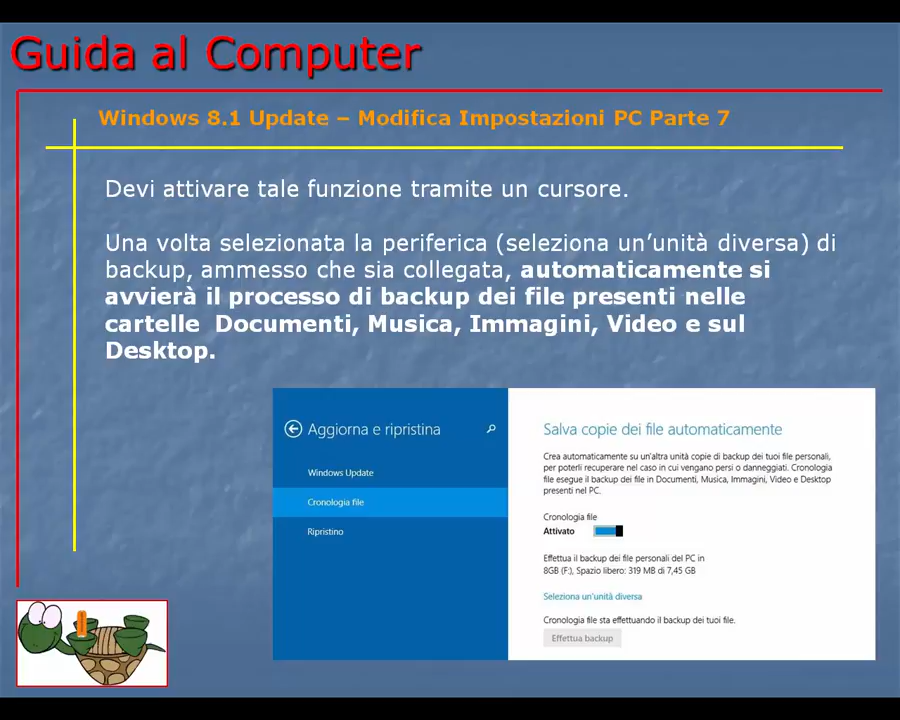 Guida al Computer
Windows 8.1 Update – Modifica Impostazioni PC Parte 7
Devi attivare tale funzione tramite un cursore.
Una volta selezionata la periferica (seleziona un’unità diversa) di
backup, ammesso che sia collegata, automaticamente si
avvierà il processo di backup dei file presenti nelle
cartelle  Documenti, Musica, Immagini, Video e sul
Desktop.
Aggiorna e ripristina
Windows Update
Cronologia file
Ripristino
Salva copie dei file automaticamente
Crea automaticamente su un'altra unità copie di backup dei tuoi file personali,
per poterli recuperare nel caso in cui vengano persi o danneggiati. Cronologia
file esegue il backup dei file in Documenti, Musica, Immagini, Video e Desktop
presenti nel PC.
Cronologia file
Attivato
Effettua il backup dei file personali del PC in
8GB (F:), Spazio libero: 319 MB di 7,45 GB
Seleziona un'unità diversa
Cronologia file sta effettuando il backup dei tuoi file.
Effettua backup